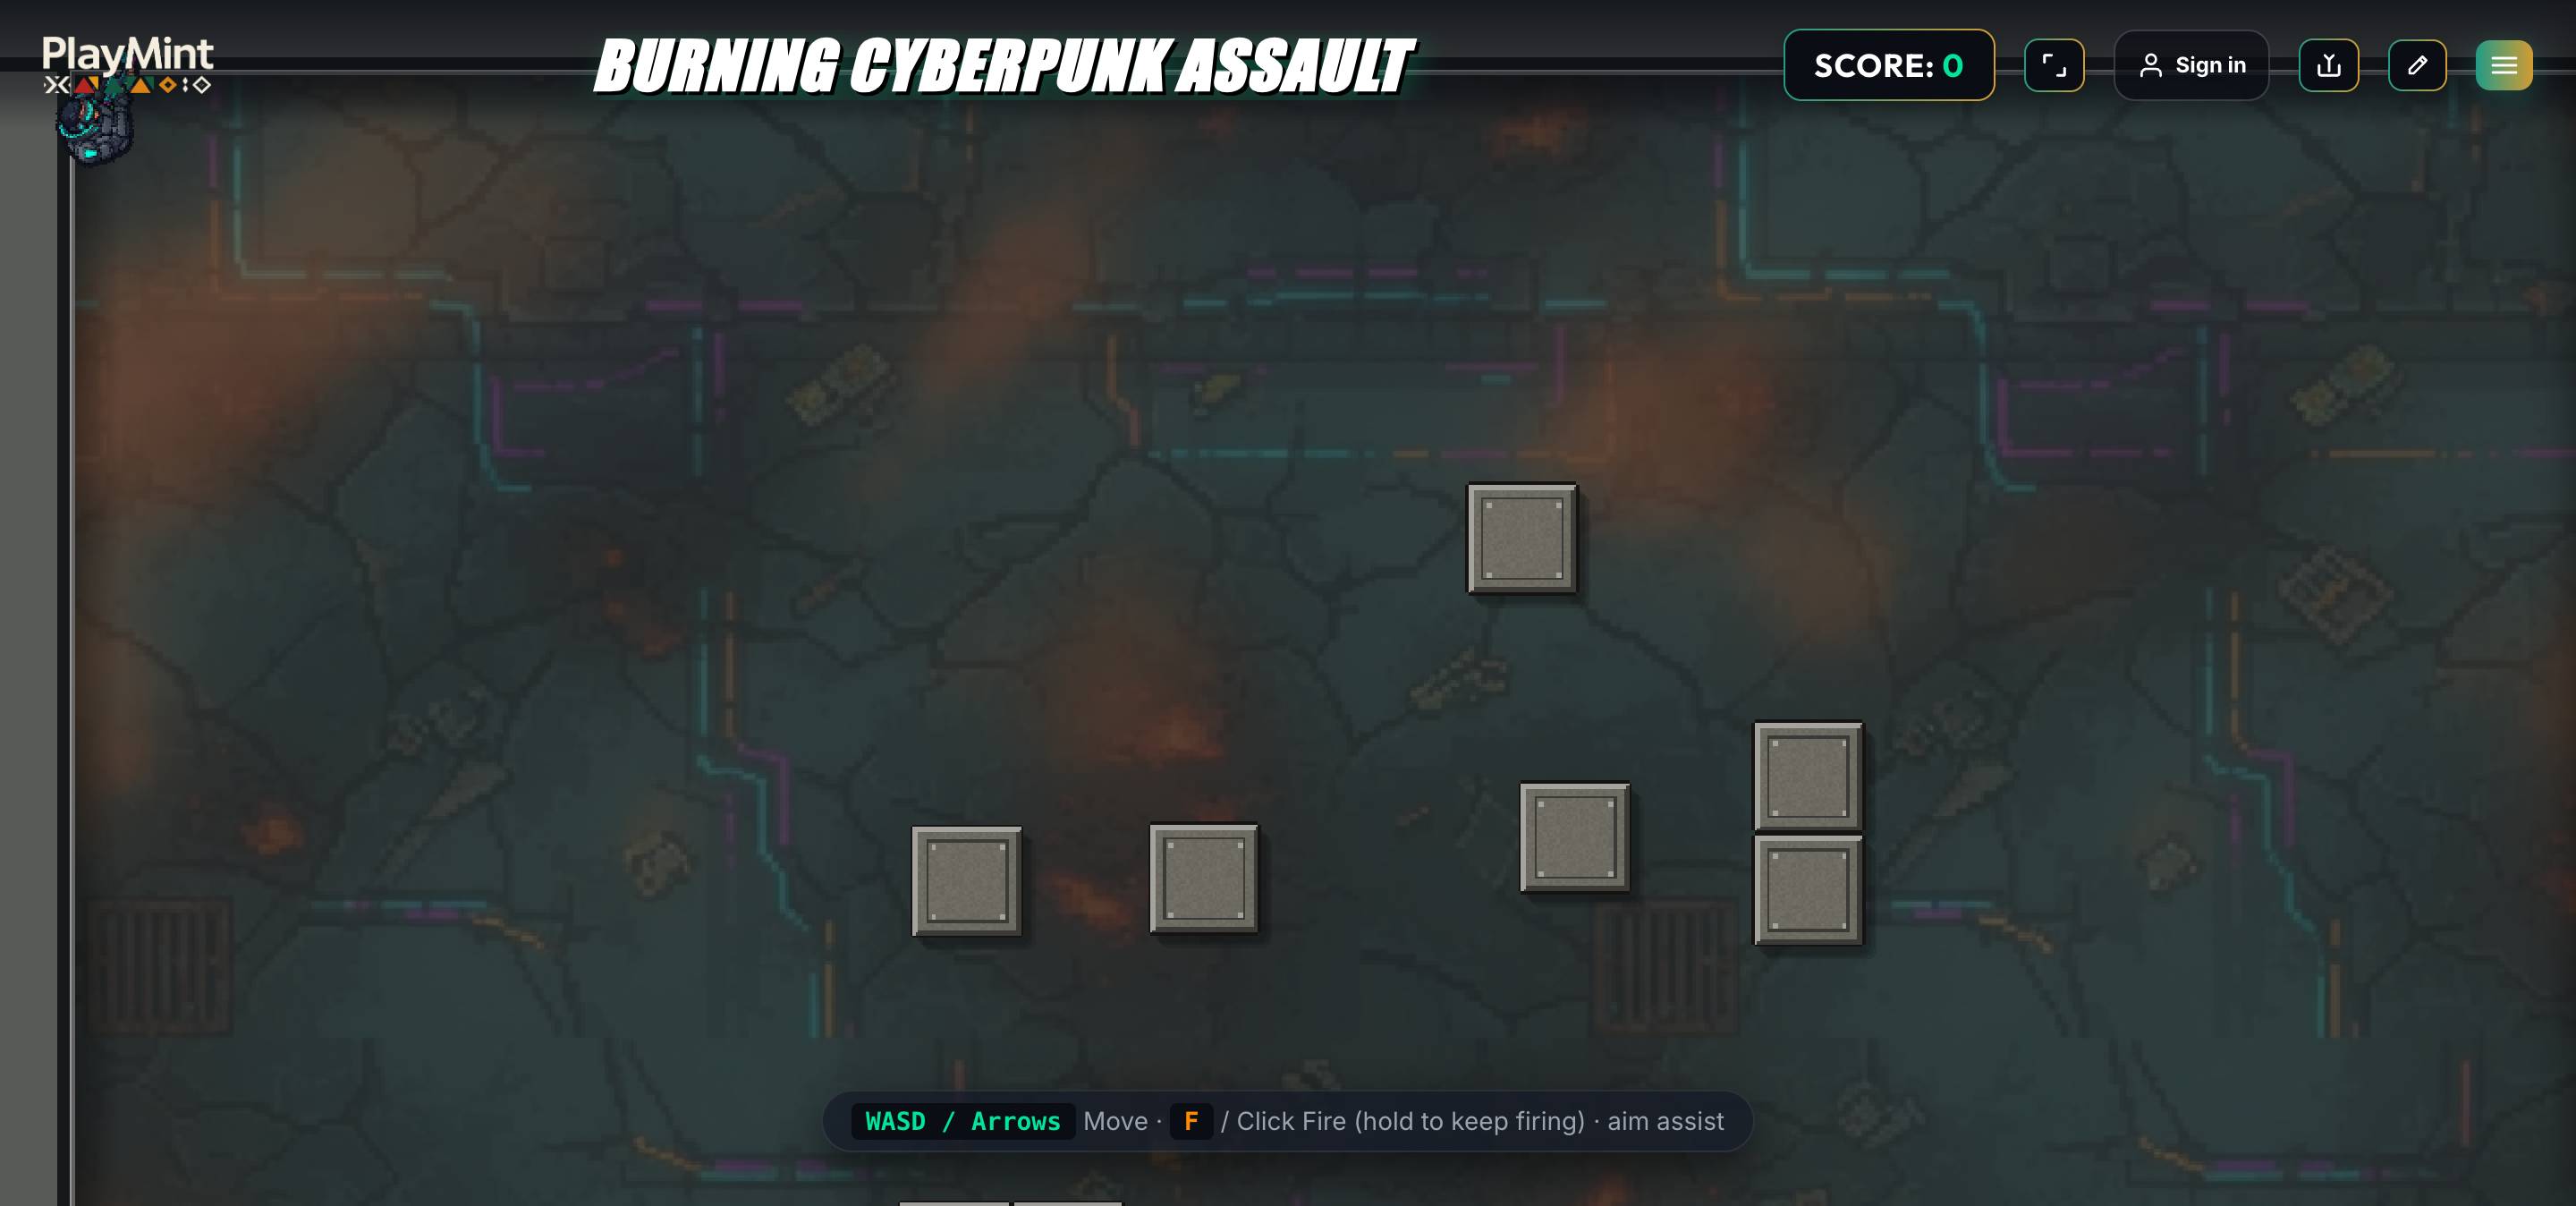 PlayMint
BURNING CYBERPUNK ASSAULT
SCORE: 0
Sign in
WASD / Arrows Move · F / Click Fire (hold to keep firing) · aim assist